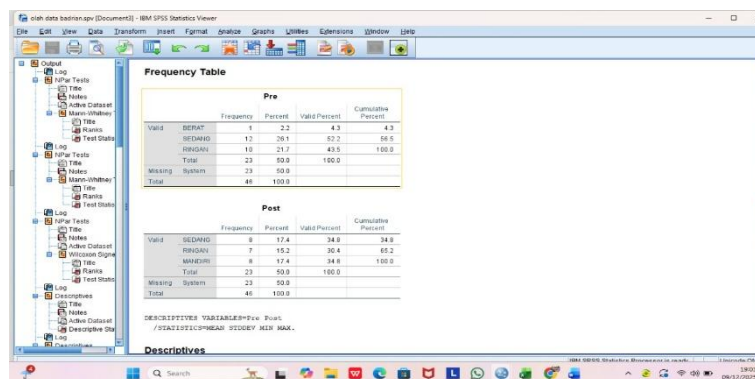 olah data badrian.spv [Document3] - IBM SPSS Statistics Viewer
File Edit View Data Transform Insert Format Analyze Graphs Utilities Extensions Window Help
Output
Log
NPar Tests
Title
Notes
Active Dataset
Mann-Whitney
Title
Ranks
Test Statis
Log
NPar Tests
Title
Notes
Mann-Whitney
Title
Ranks
Test Statis
Log
NPar Tests
Title
Notes
Active Dataset
Wilcoxon Signe
Title
Ranks
Test Statis
Log
Descriptives
Title
Notes
Active Dataset
Descriptive Sta
Log
Descriptives
Frequency Table
Pre
Frequency Percent Valid Percent Cumulative Percent
Valid BERAT 1 2.2 4.3 4.3
SEDANG 12 26.1 52.2 56.5
RINGAN 10 21.7 43.5 100.0
Total 23 50.0 100.0
Missing System 23 50.0
Total 46 100.0
Post
Frequency Percent Valid Percent Cumulative Percent
Valid SEDANG 8 17.4 34.8 34.8
RINGAN 7 15.2 30.4 65.2
MANDIRI 8 17.4 34.8 100.0
Total 23 50.0 100.0
Missing System 23 50.0
Total 46 100.0
DESCRIPTIVES VARIABLES=Pre Post
/STATISTICS=MEAN STDDEV MIN MAX.
Descriptives
IBM SPSS Statistics Processor is ready
Search